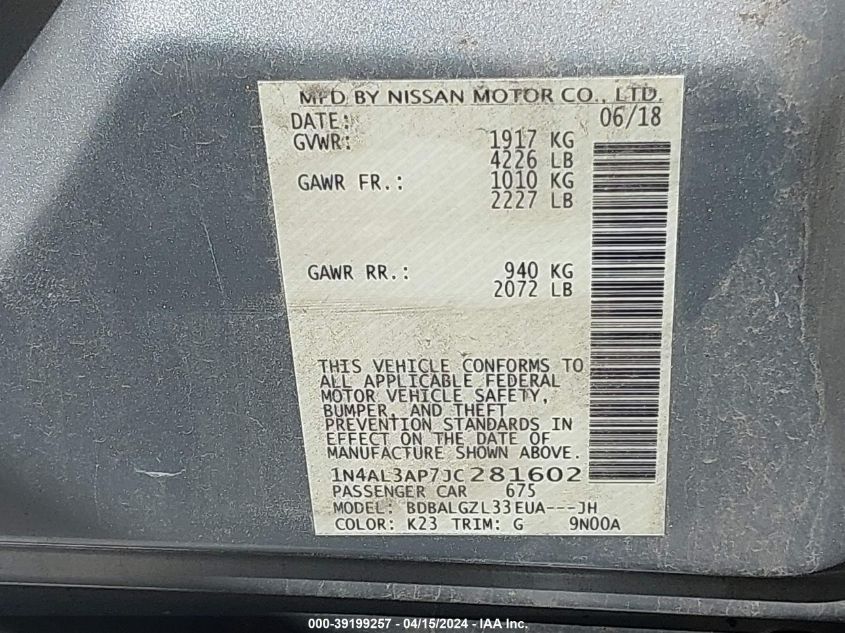 MFD BY NISSAN MOTOR CO., LTD.
DATE: 06/18
GVWR: 1917 KG
4226 LB
GAWR FR.: 1010 KG
2227 LB
GAWR RR.: 940 KG
2072 LB
THIS VEHICLE CONFORMS TO
ALL APPLICABLE FEDERAL
MOTOR VEHICLE SAFETY,
BUMPER, AND THEFT
PREVENTION STANDARDS IN
EFFECT ON THE DATE OF
MANUFACTURE SHOWN ABOVE.
1N4AL3AP7JC281602
PASSENGER CAR 675
MODEL: BDBALGZL33EUA---JH
COLOR: K23 TRIM: G 9N00A
000-39199257 - 04/15/2024 - IAA Inc.